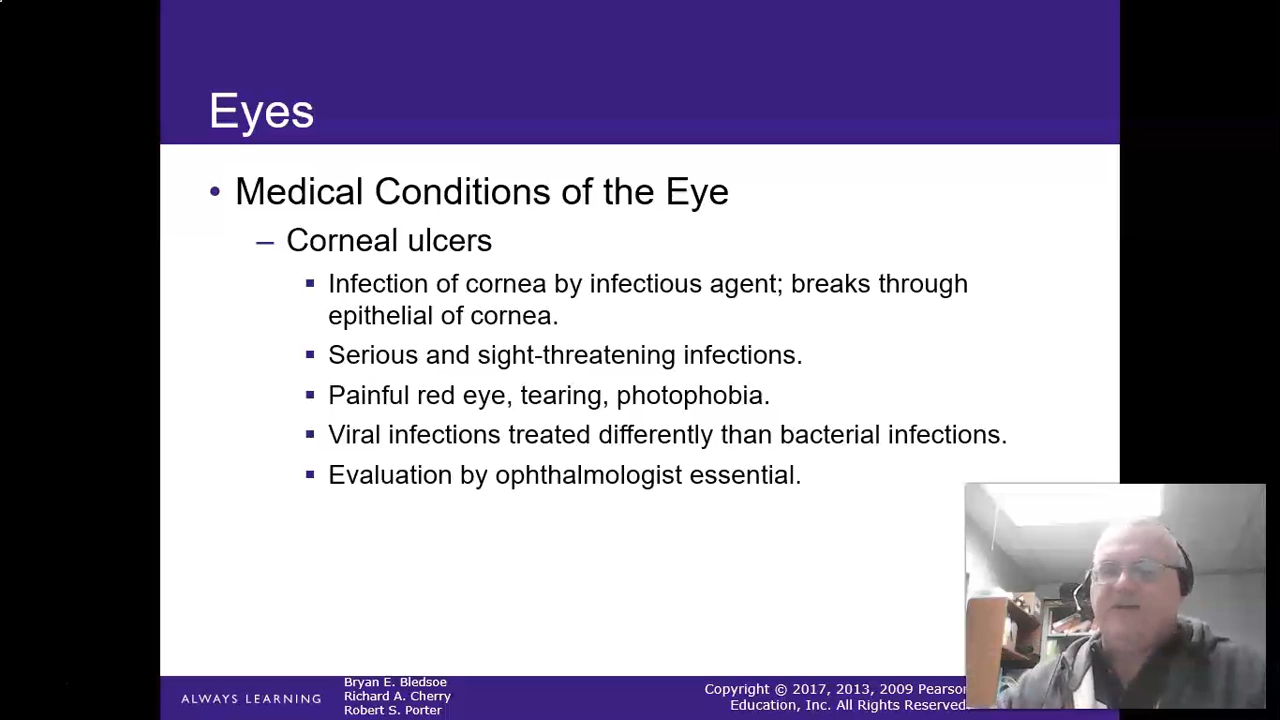 Eyes
• Medical Conditions of the Eye
– Corneal ulcers
▪ Infection of cornea by infectious agent; breaks through
epithelial of cornea.
▪ Serious and sight-threatening infections.
▪ Painful red eye, tearing, photophobia.
▪ Viral infections treated differently than bacterial infections.
▪ Evaluation by ophthalmologist essential.
ALWAYS LEARNING
Bryan E. Bledsoe
Richard A. Cherry
Robert S. Porter
Copyright © 2017, 2013, 2009 Pearson
Education, Inc. All Rights Reserved.